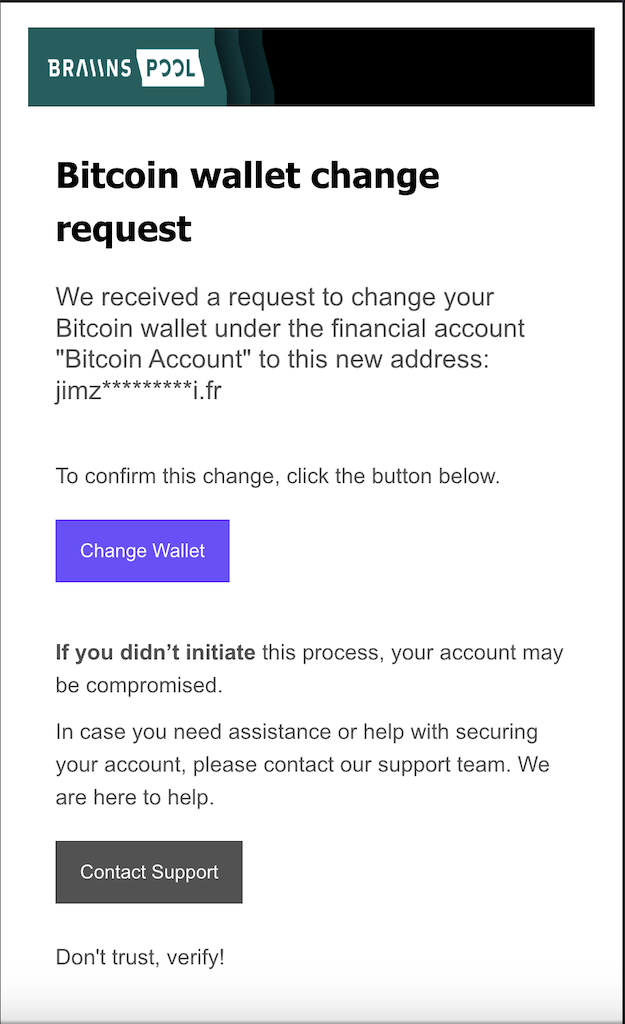 BRAIINS POOL
Bitcoin wallet change
request
We received a request to change your
Bitcoin wallet under the financial account
"Bitcoin Account" to this new address:
jimz*********i.fr
To confirm this change, click the button below.
Change Wallet
If you didn’t initiate this process, your account may
be compromised.
In case you need assistance or help with securing
your account, please contact our support team. We
are here to help.
Contact Support
Don't trust, verify!